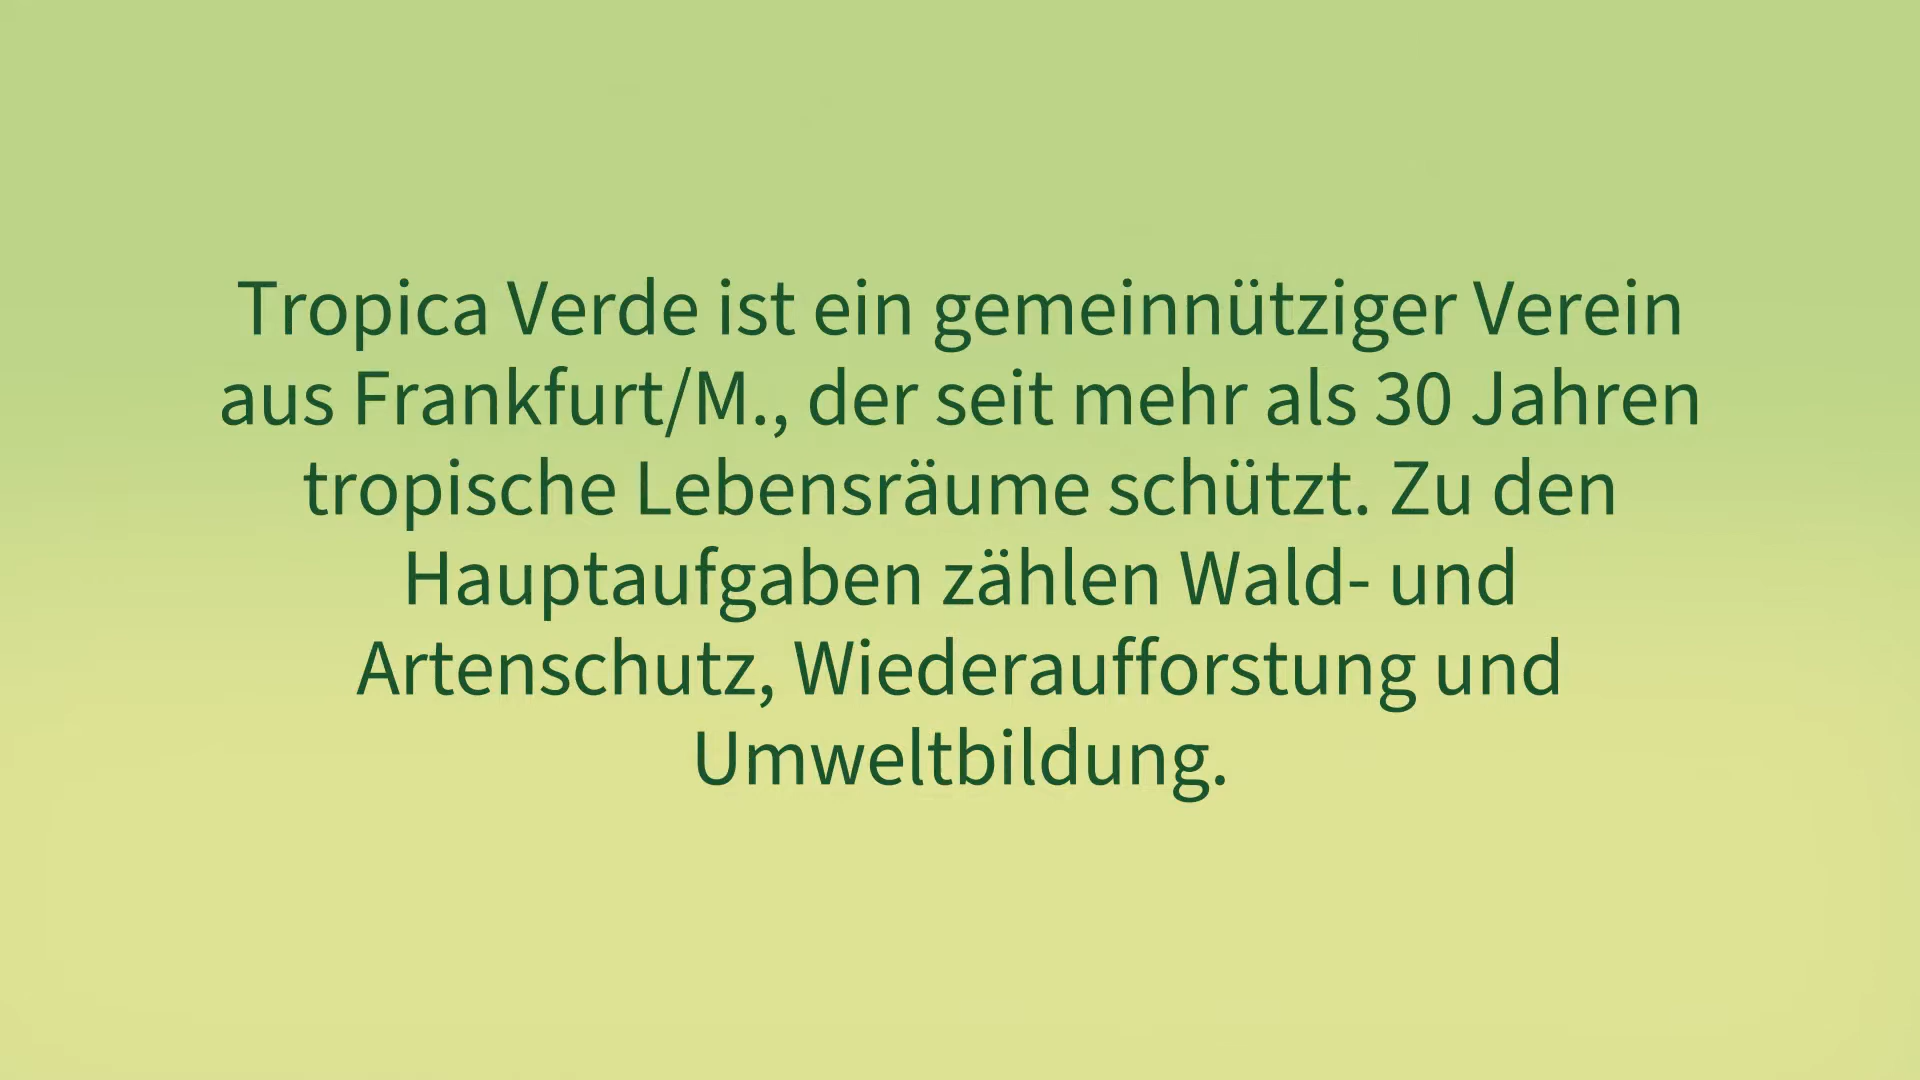 Tropica Verde ist ein gemeinnütziger Verein
aus Frankfurt/M., der seit mehr als 30 Jahren
tropische Lebensräume schützt. Zu den
Hauptaufgaben zählen Wald- und
Artenschutz, Wiederaufforstung und
Umweltbildung.